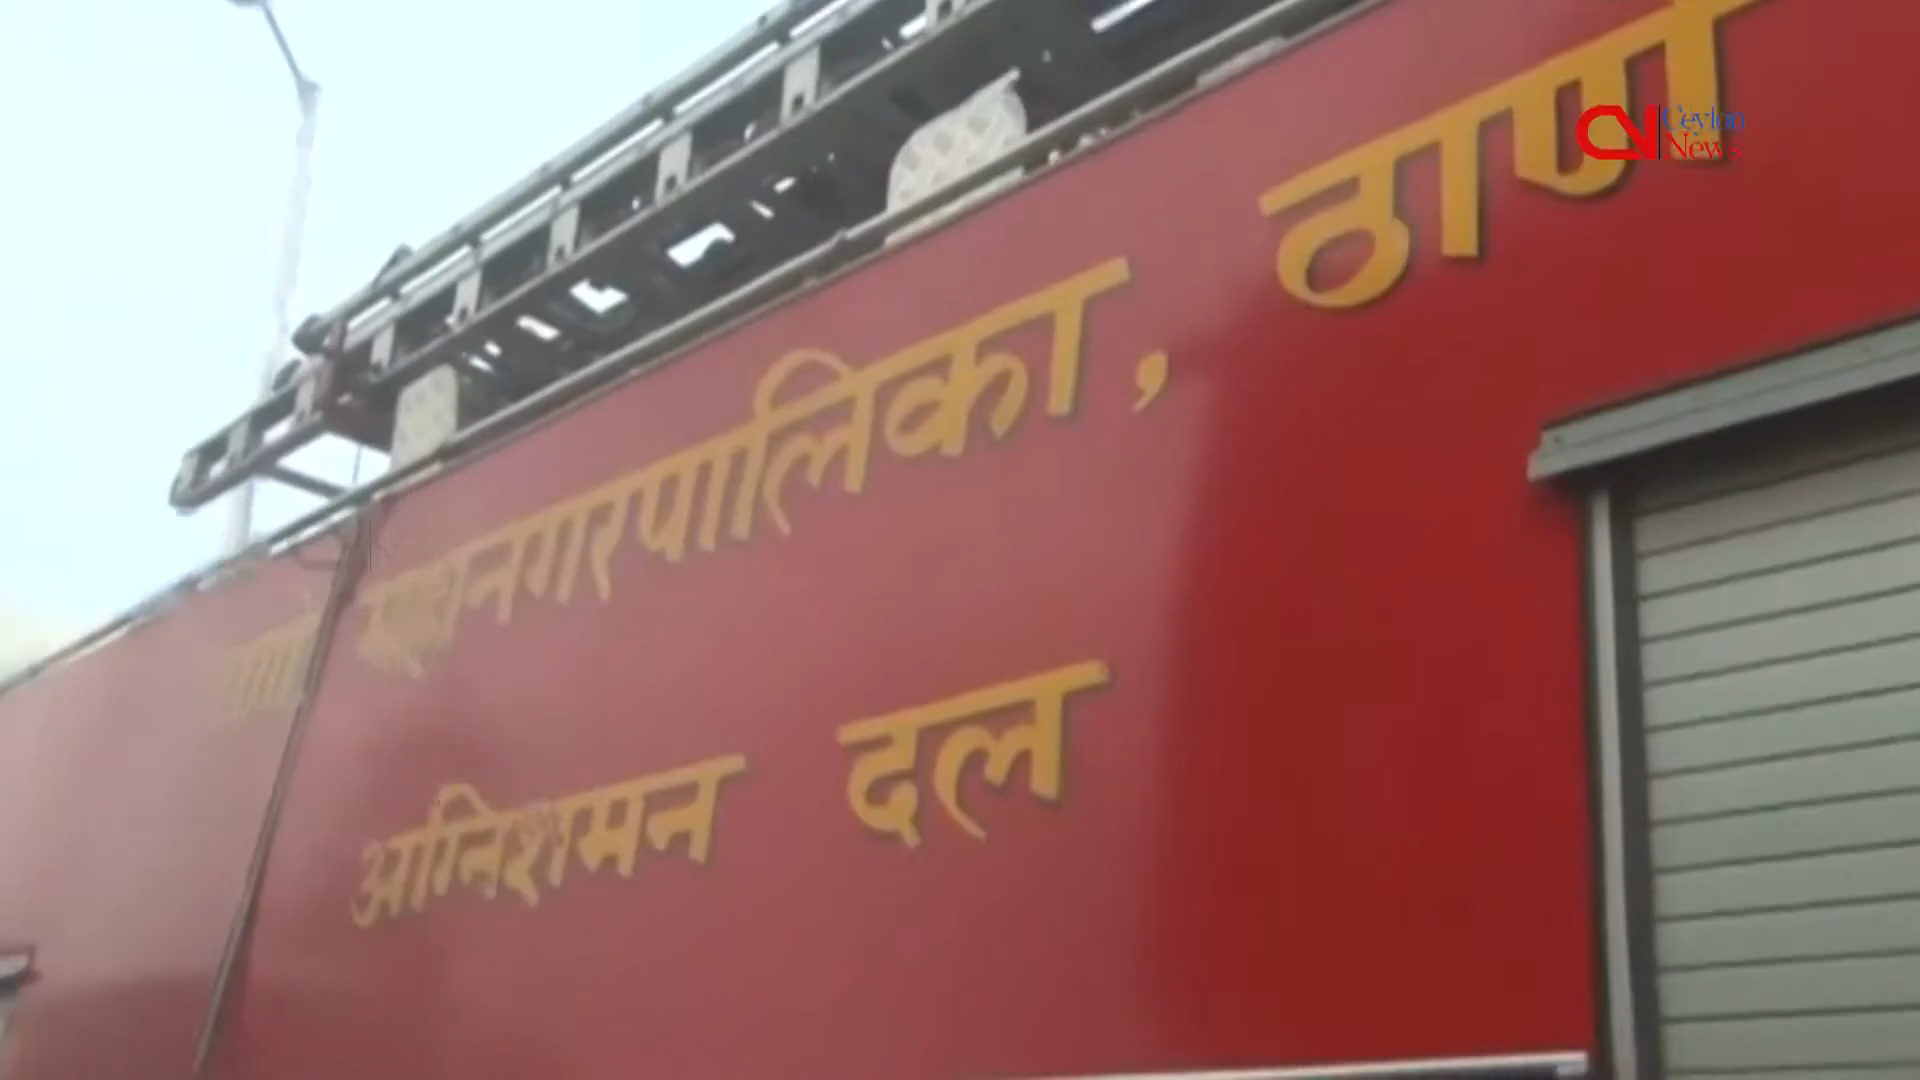 ठाणे महानगरपालिका, ठाणे
अग्निशमन दल
Ceylon
News